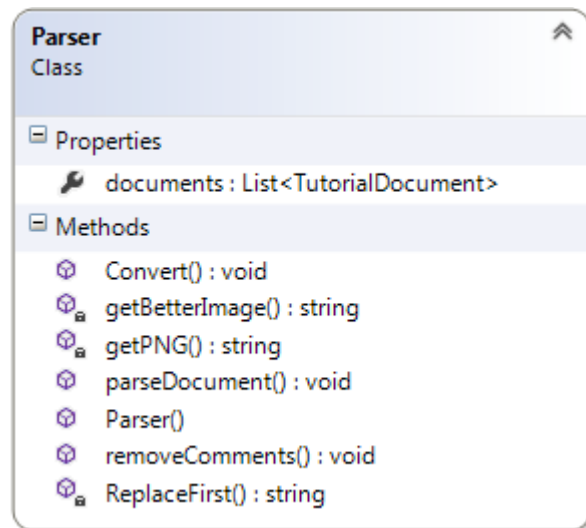 Parser
Class
Properties
documents : List<TutorialDocument>
Methods
Convert() : void
getBetterImage() : string
getPNG() : string
parseDocument() : void
Parser()
removeComments() : void
ReplaceFirst() : string